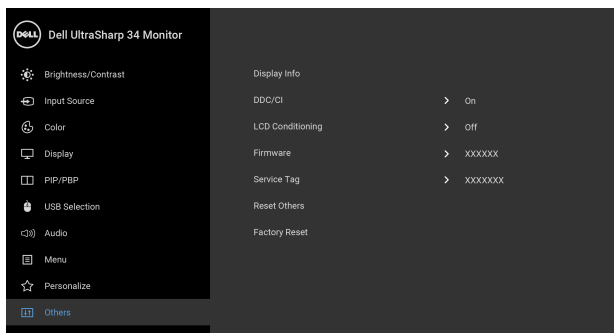 DELL Dell UltraSharp 34 Monitor
Brightness/Contrast
Input Source
Color
Display
PIP/PBP
USB Selection
Audio
Menu
Personalize
Others
Display Info
DDC/CI > On
LCD Conditioning > Off
Firmware > XXXXXX
Service Tag > XXXXXXX
Reset Others
Factory Reset